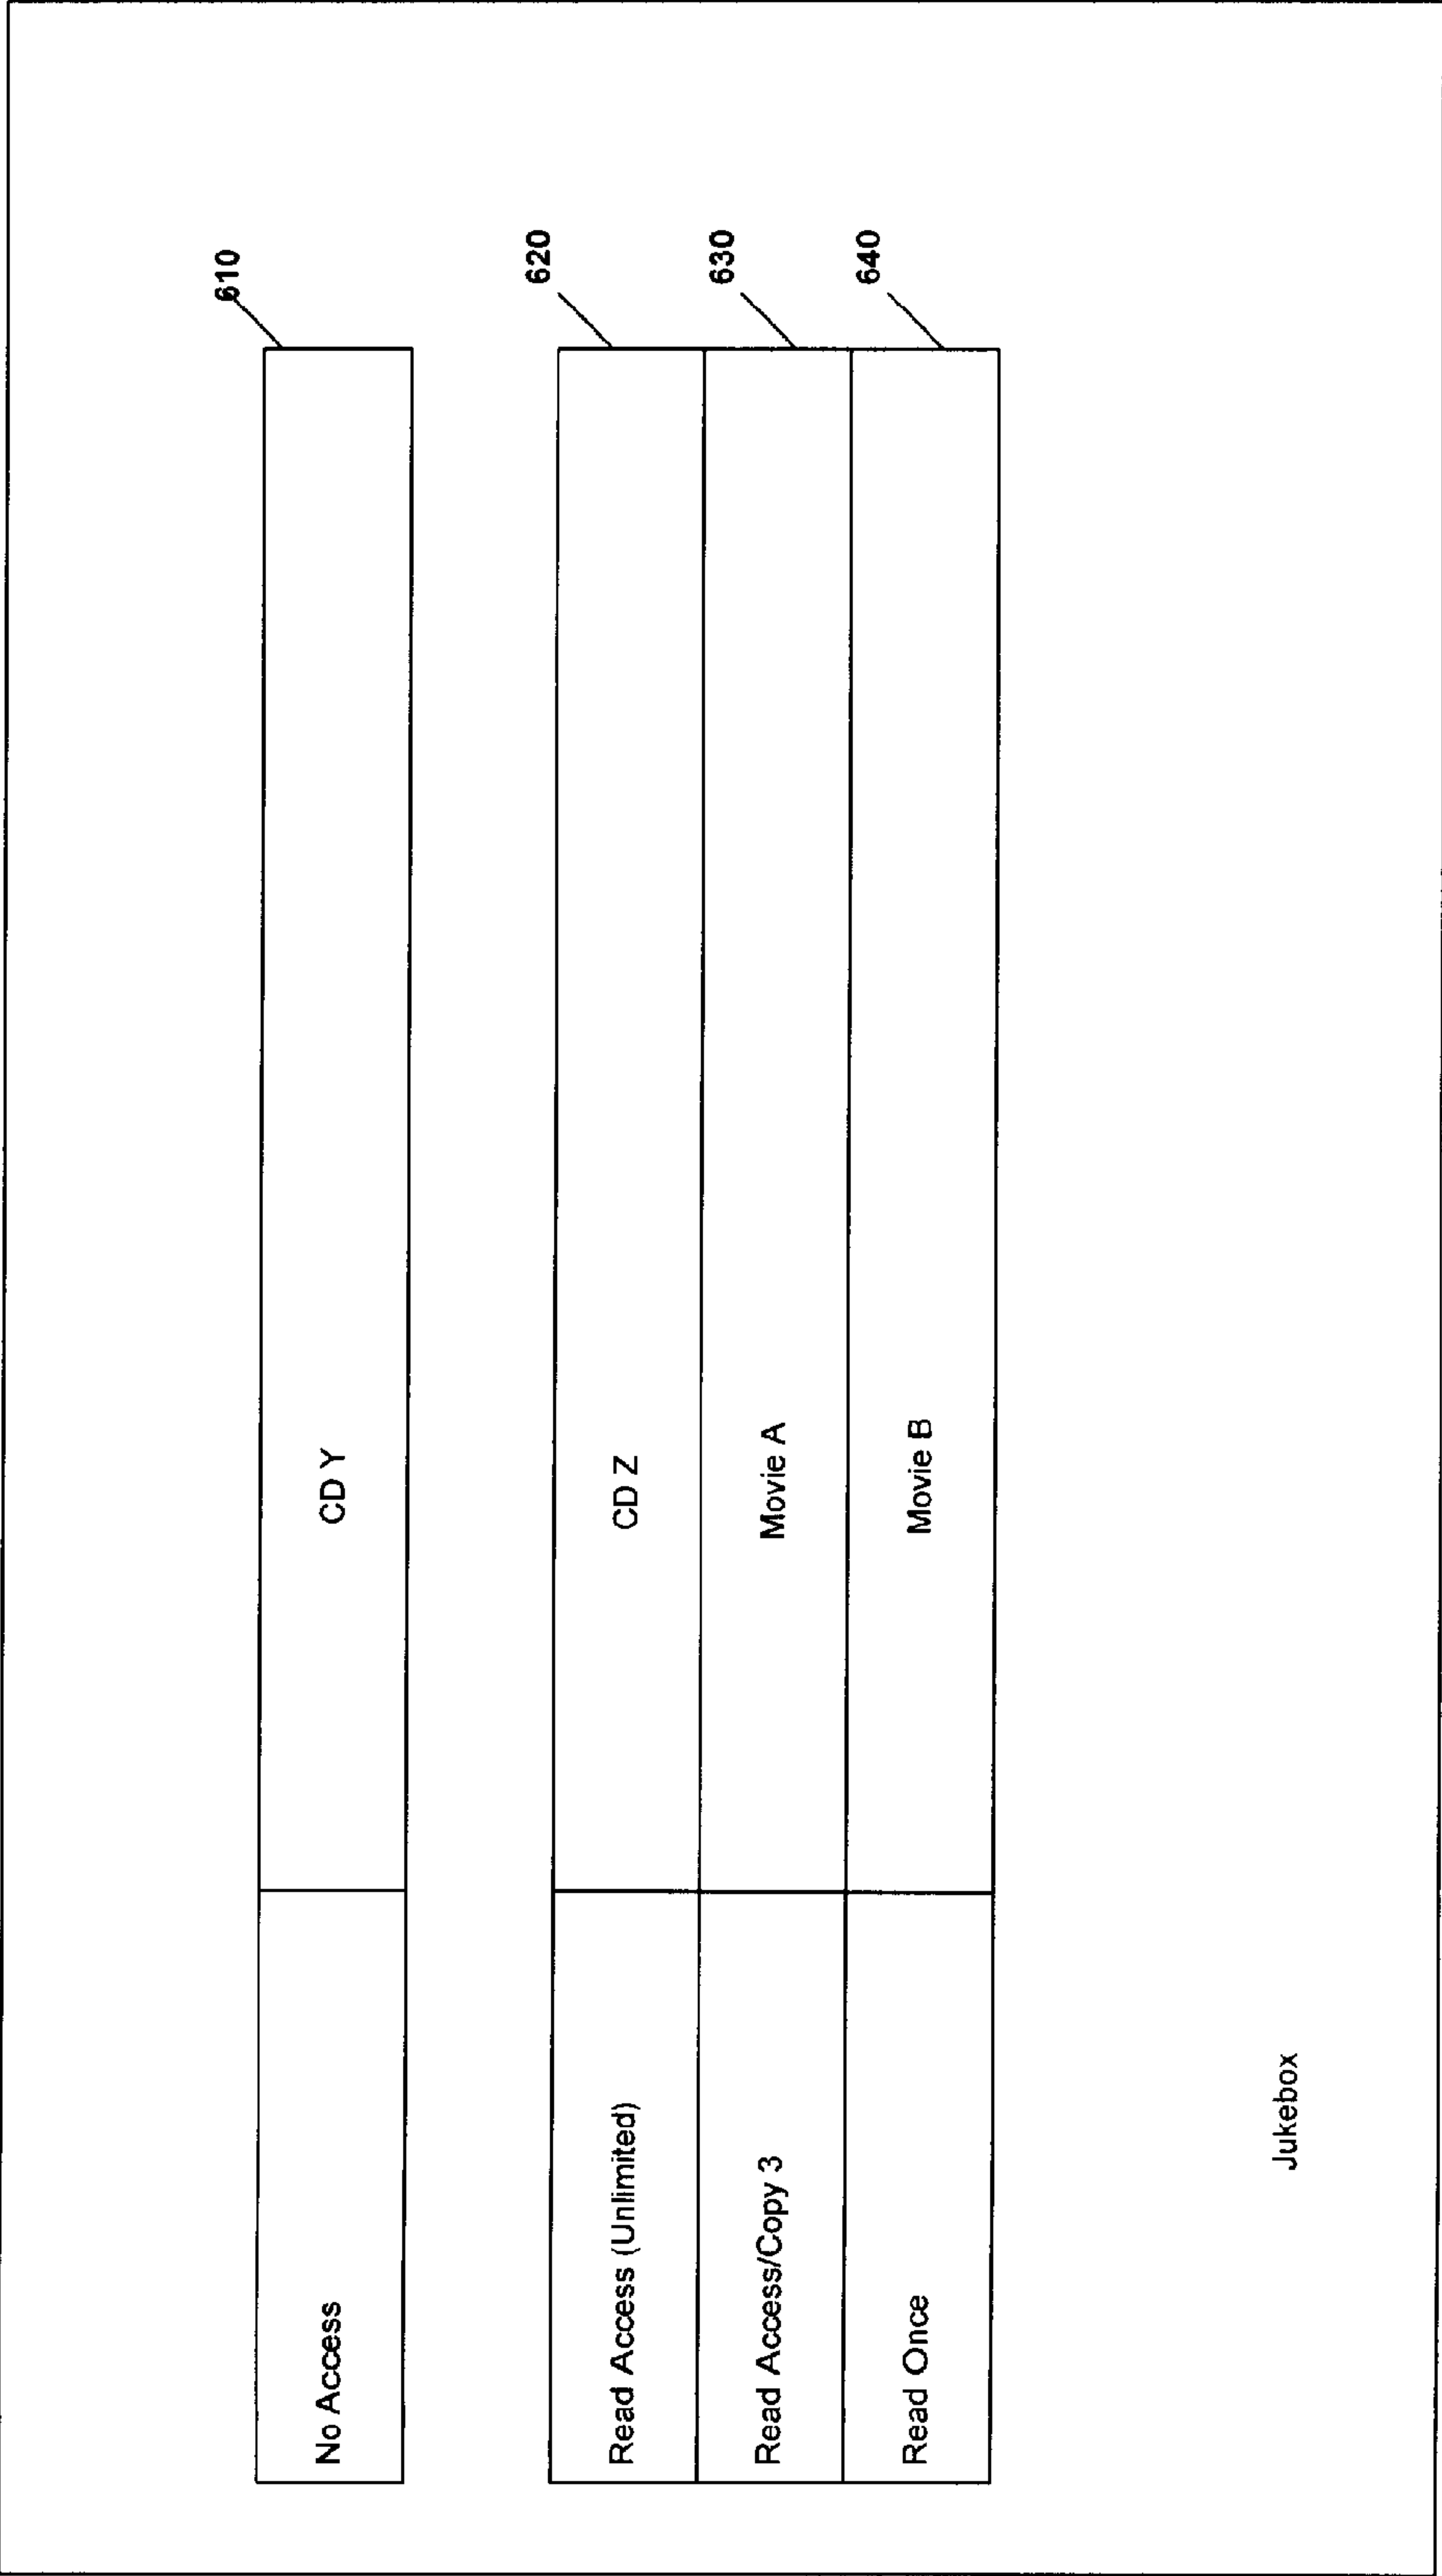 610
No Access
CD Y
620
Read Access (Unlimited)
CD Z
630
Read Access/Copy 3
Movie A
640
Read Once
Movie B
Jukebox